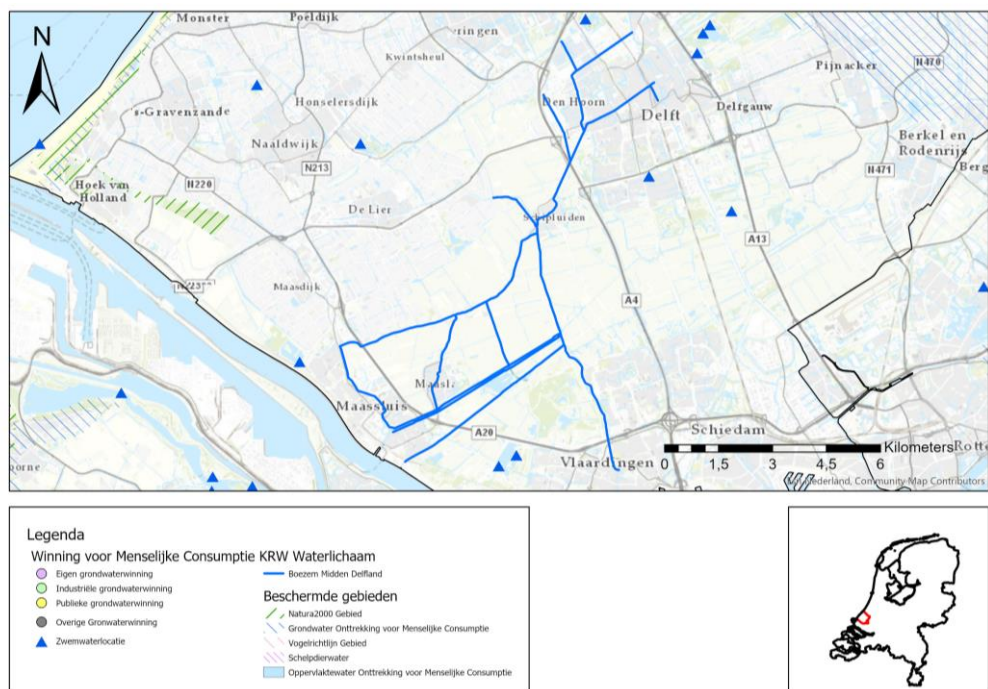 Monster
Poeldijk
ringen
Kwintsheul
Pijnacker
N470
N
Honselersdijk
Den Hoorn
Delft
Delfgauw
's-Gravenzande
Naaldwijk
Berkel en
Rodenrijs
N213
N471
Berg
Hoek van
Holland
N220
De Lier
Schipluiden
A13
Maasdijk
A4
Maassluis
A20
Schiedam
Vlaardingen
Kilometers
Rotte
oorne
0 1,5 3 4,5 6
Nederland, Community Map Contributors
Legenda
Winning voor Menselijke Consumptie KRW Waterlichaam
Eigen grondwaterwinning
Industriële grondwaterwinning
Publieke grondwaterwinning
Overige Gronwaterwinning
Zwemwaterlocatie
Boezem Midden Delfland
Beschermde gebieden
Natura2000 Gebied
Grondwater Onttrekking voor Menselijke Consumptie
Vogelrichtlijn Gebied
Schelpdierwater
Oppervlaktewater Onttrekking voor Menselijke Consumptie